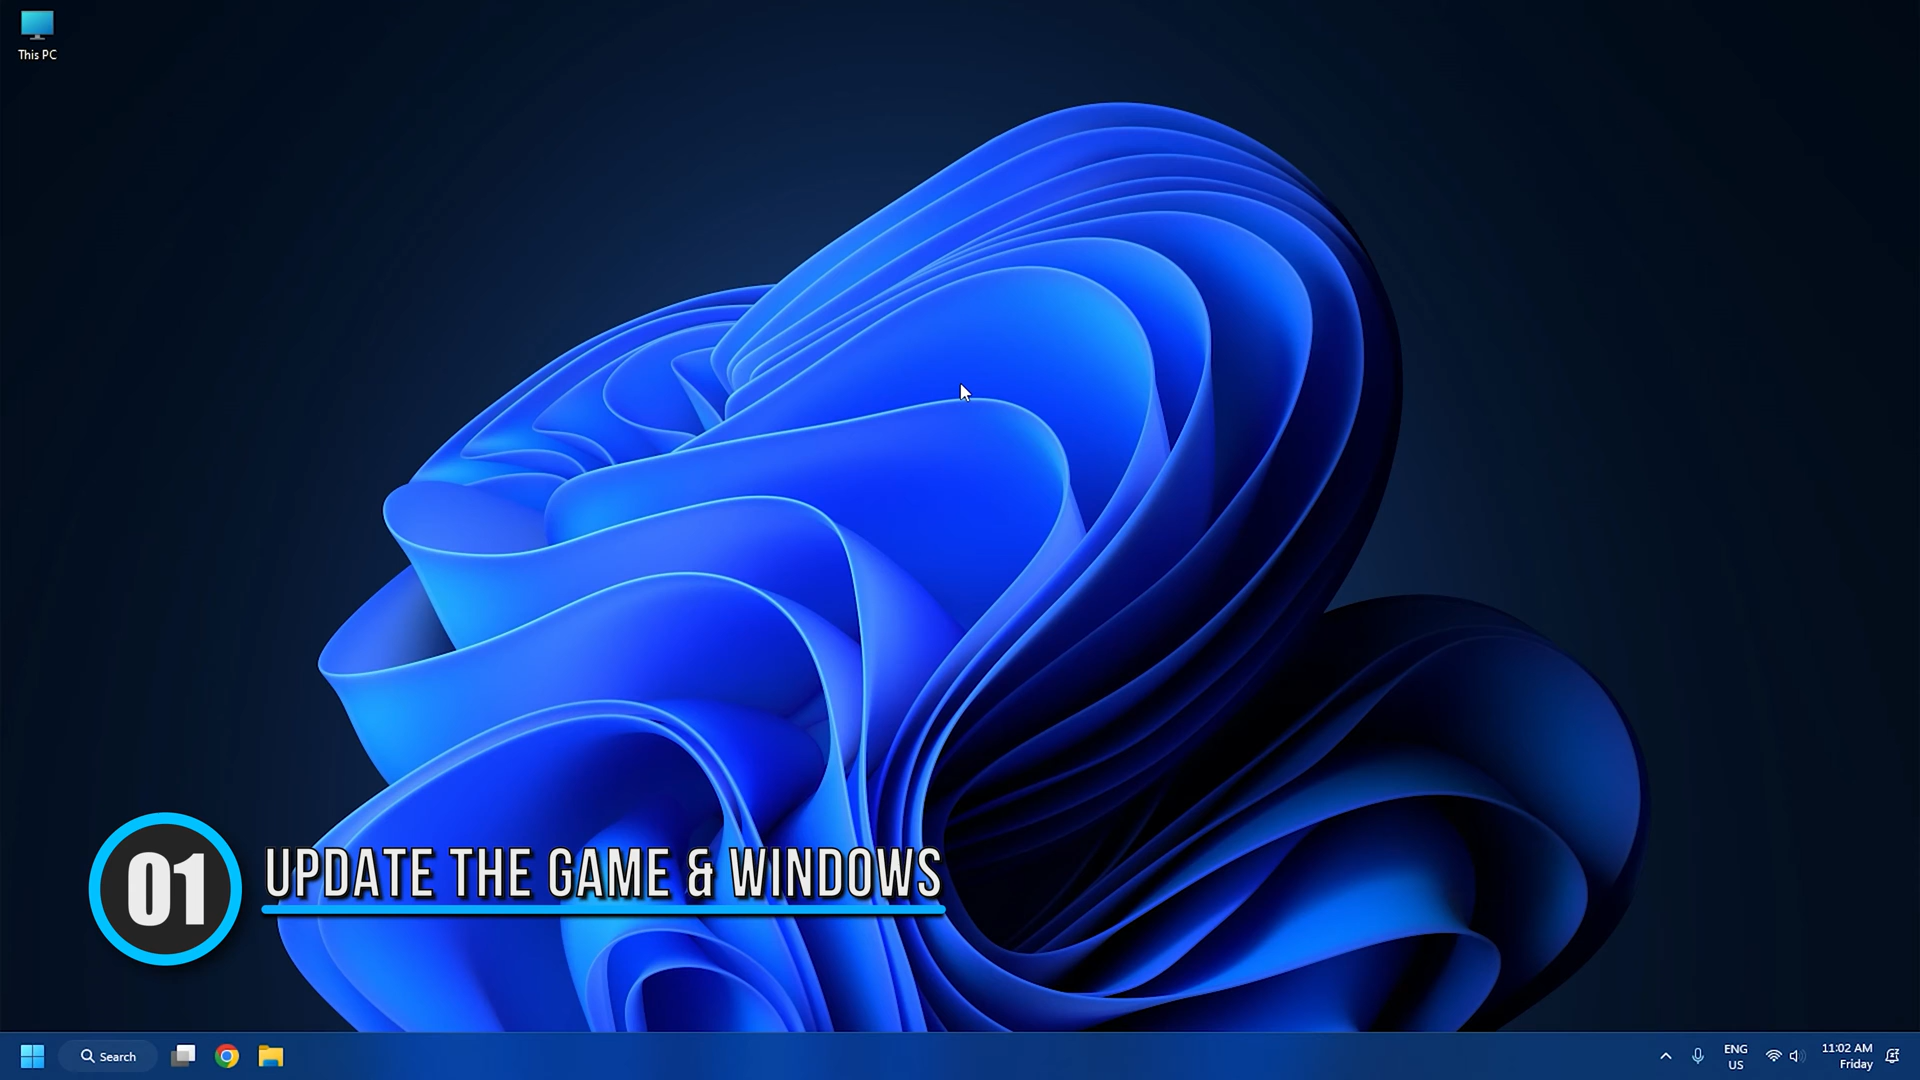 This PC
01
UPDATE THE GAME & WINDOWS
Search
ENG
US
11:02 AM
Friday